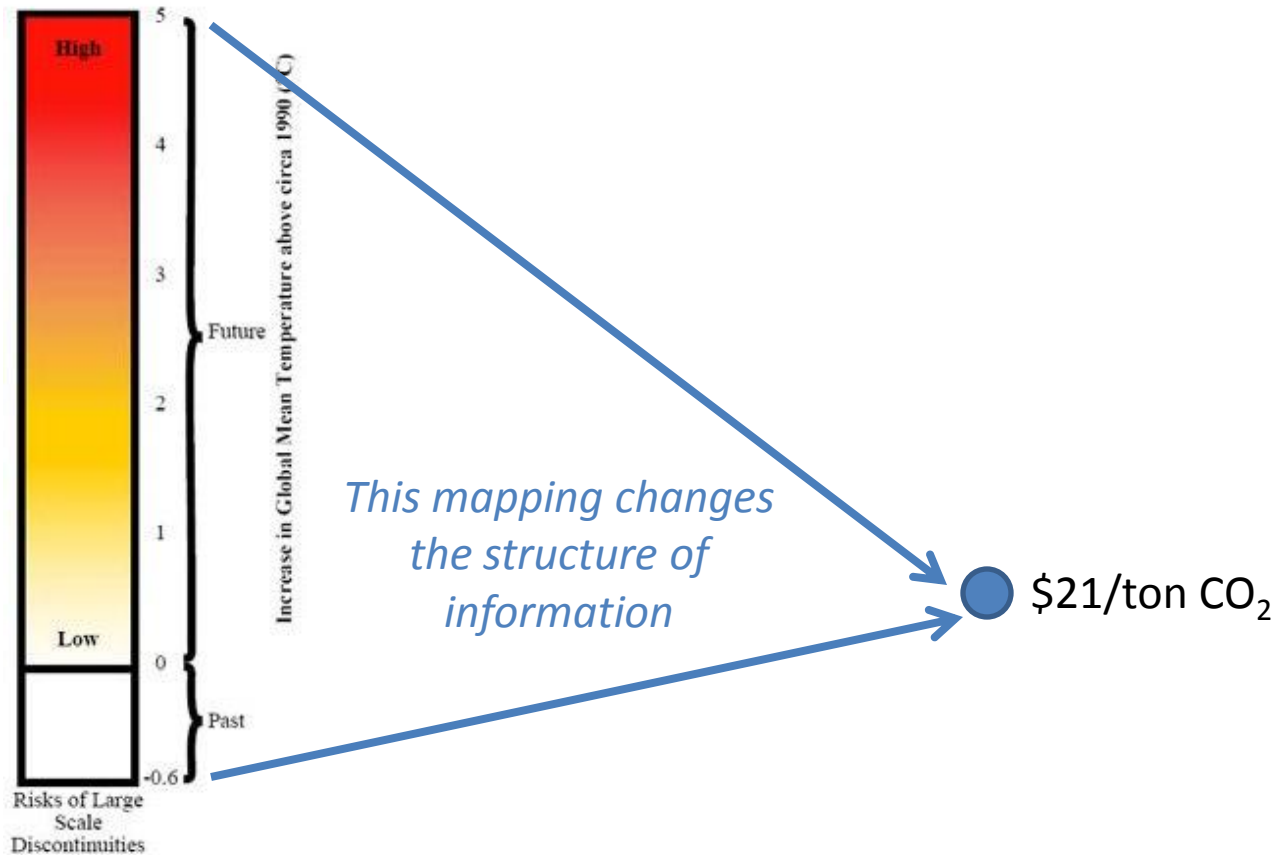 5
High
4
3
2
1
Low
0
-0.6
Future
Past
Increase in Global Mean Temperature above circa 1990 (°C)
Risks of Large
Scale
Discontinuities
This mapping changes
the structure of
information
$21/ton CO₂